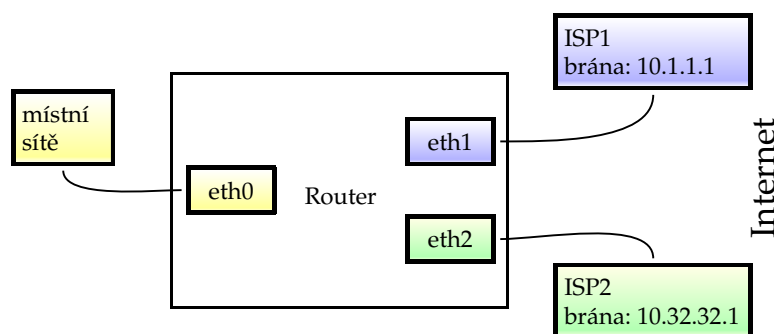 ISP1
brána: 10.1.1.1
místní
sítě
eth1
eth0
Router
eth2
Internet
ISP2
brána: 10.32.32.1